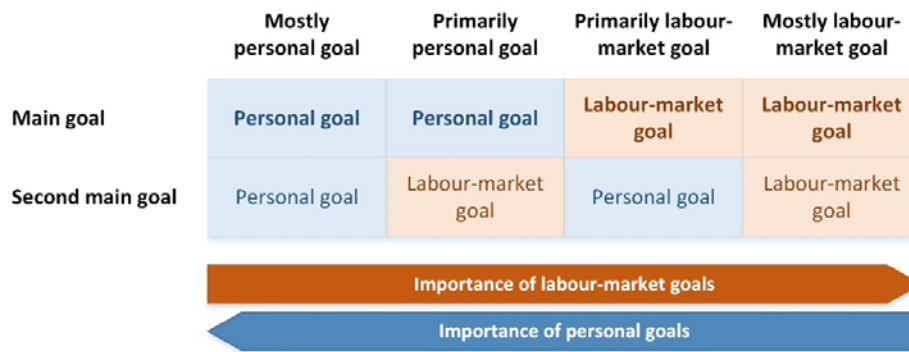 Mostly personal goal
Primarily personal goal
Primarily labour-market goal
Mostly labour-market goal
Main goal
Personal goal
Personal goal
Labour-market goal
Labour-market goal
Second main goal
Personal goal
Labour-market goal
Personal goal
Labour-market goal
Importance of labour-market goals
Importance of personal goals